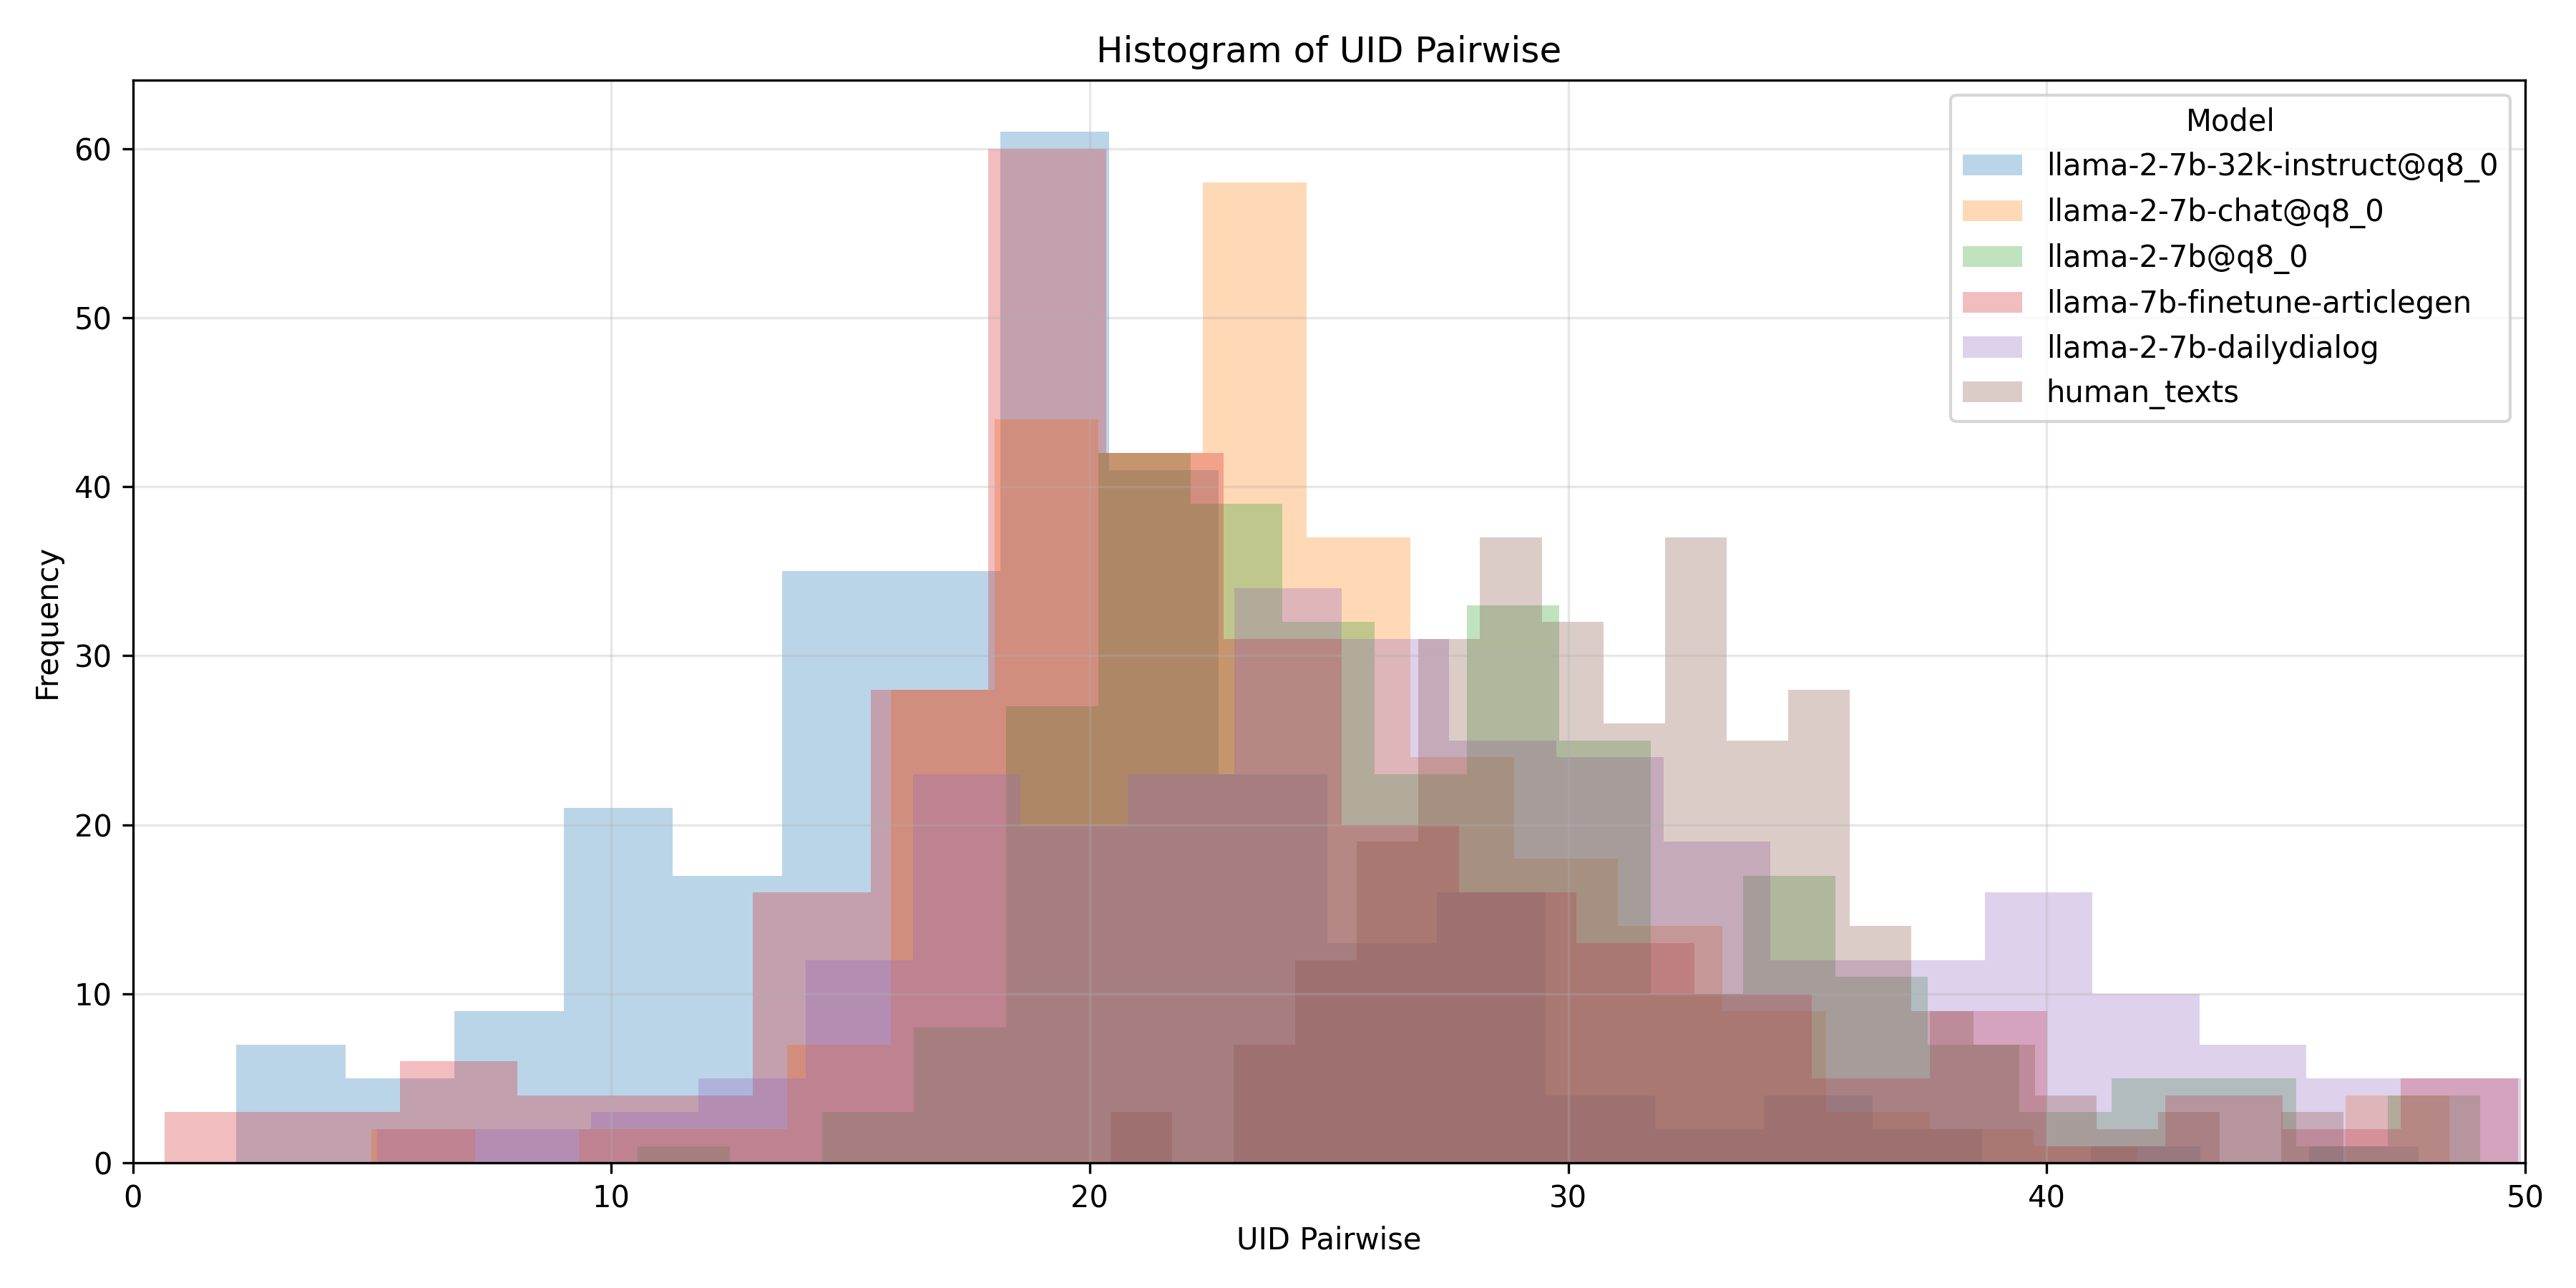 Histogram of UID Pairwise
60
50
40
30
20
10
0
Frequency
0 10 20 30 40 50
UID Pairwise
Model
llama-2-7b-32k-instruct@q8_0
llama-2-7b-chat@q8_0
llama-2-7b@q8_0
llama-7b-finetune-articlegen
llama-2-7b-dailydialog
human_texts